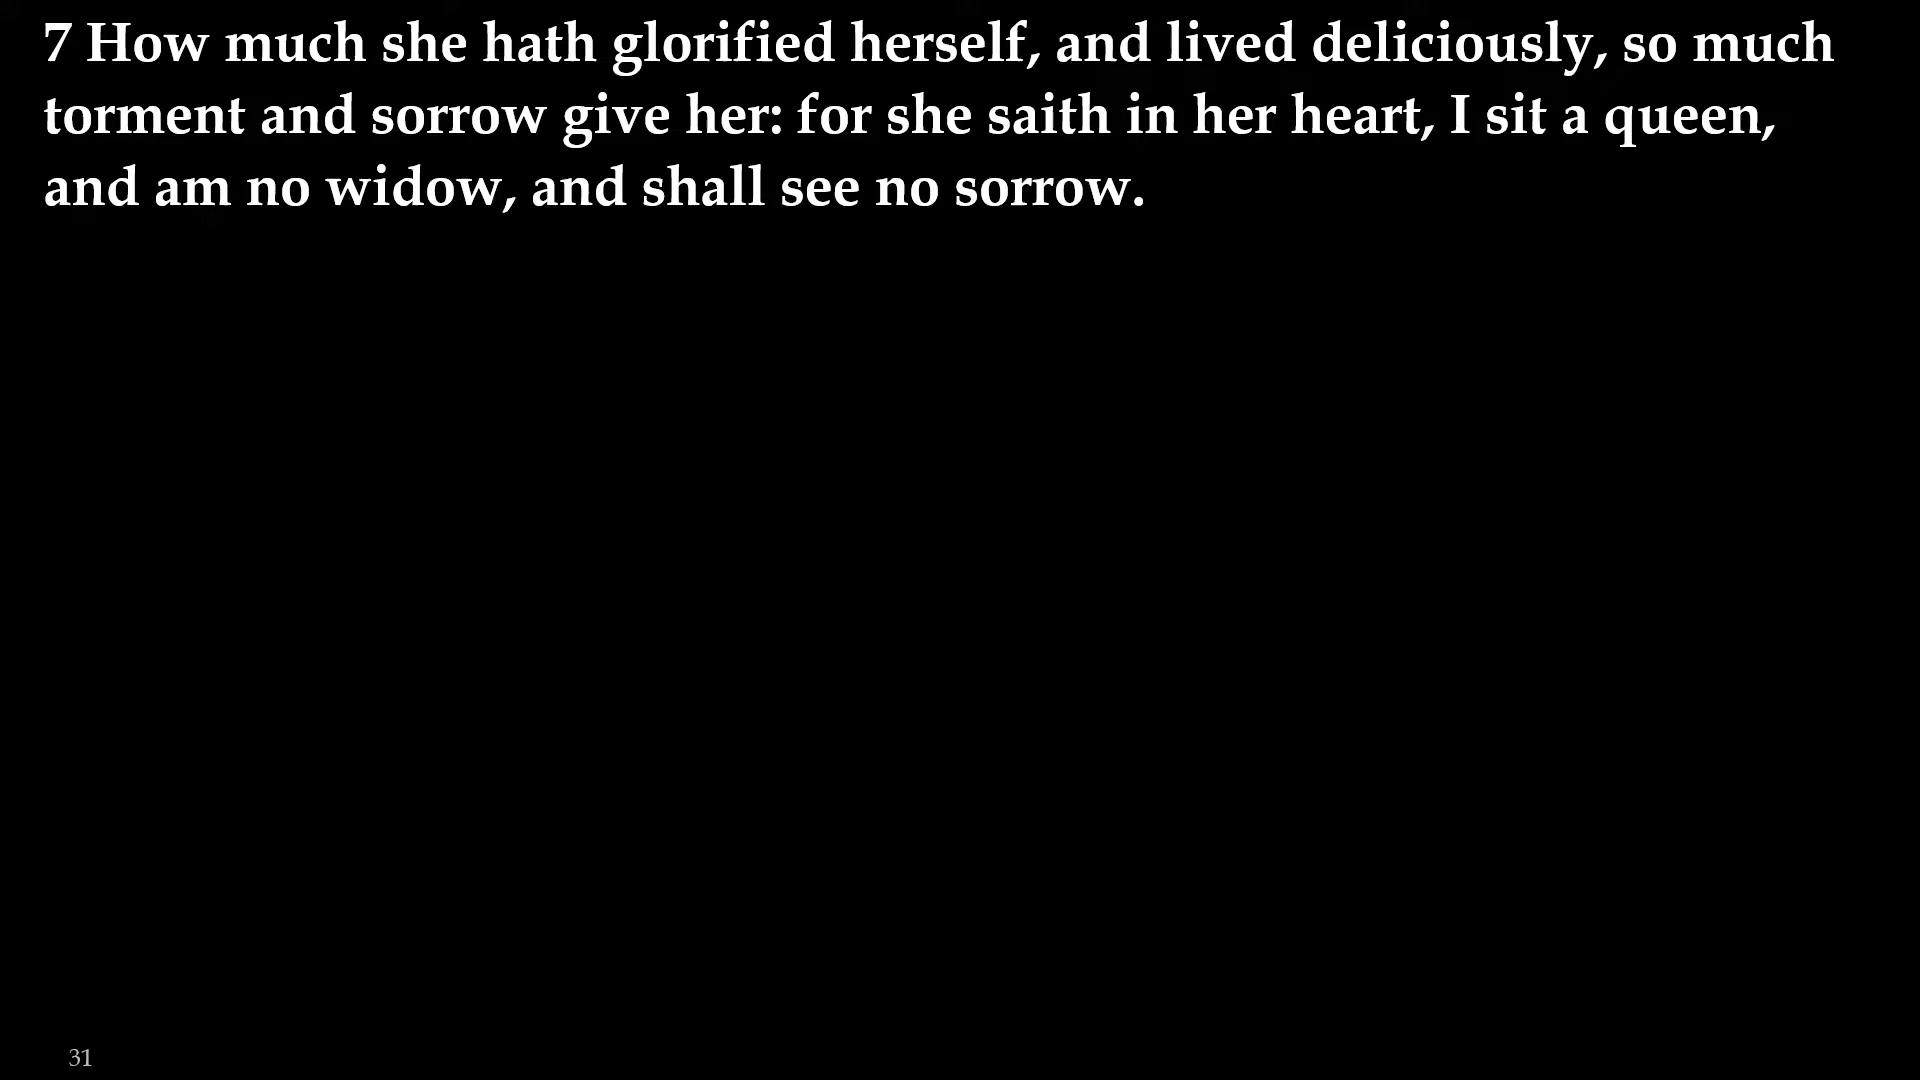 7 How much she hath glorified herself, and lived deliciously, so much
torment and sorrow give her: for she saith in her heart, I sit a queen,
and am no widow, and shall see no sorrow.
31